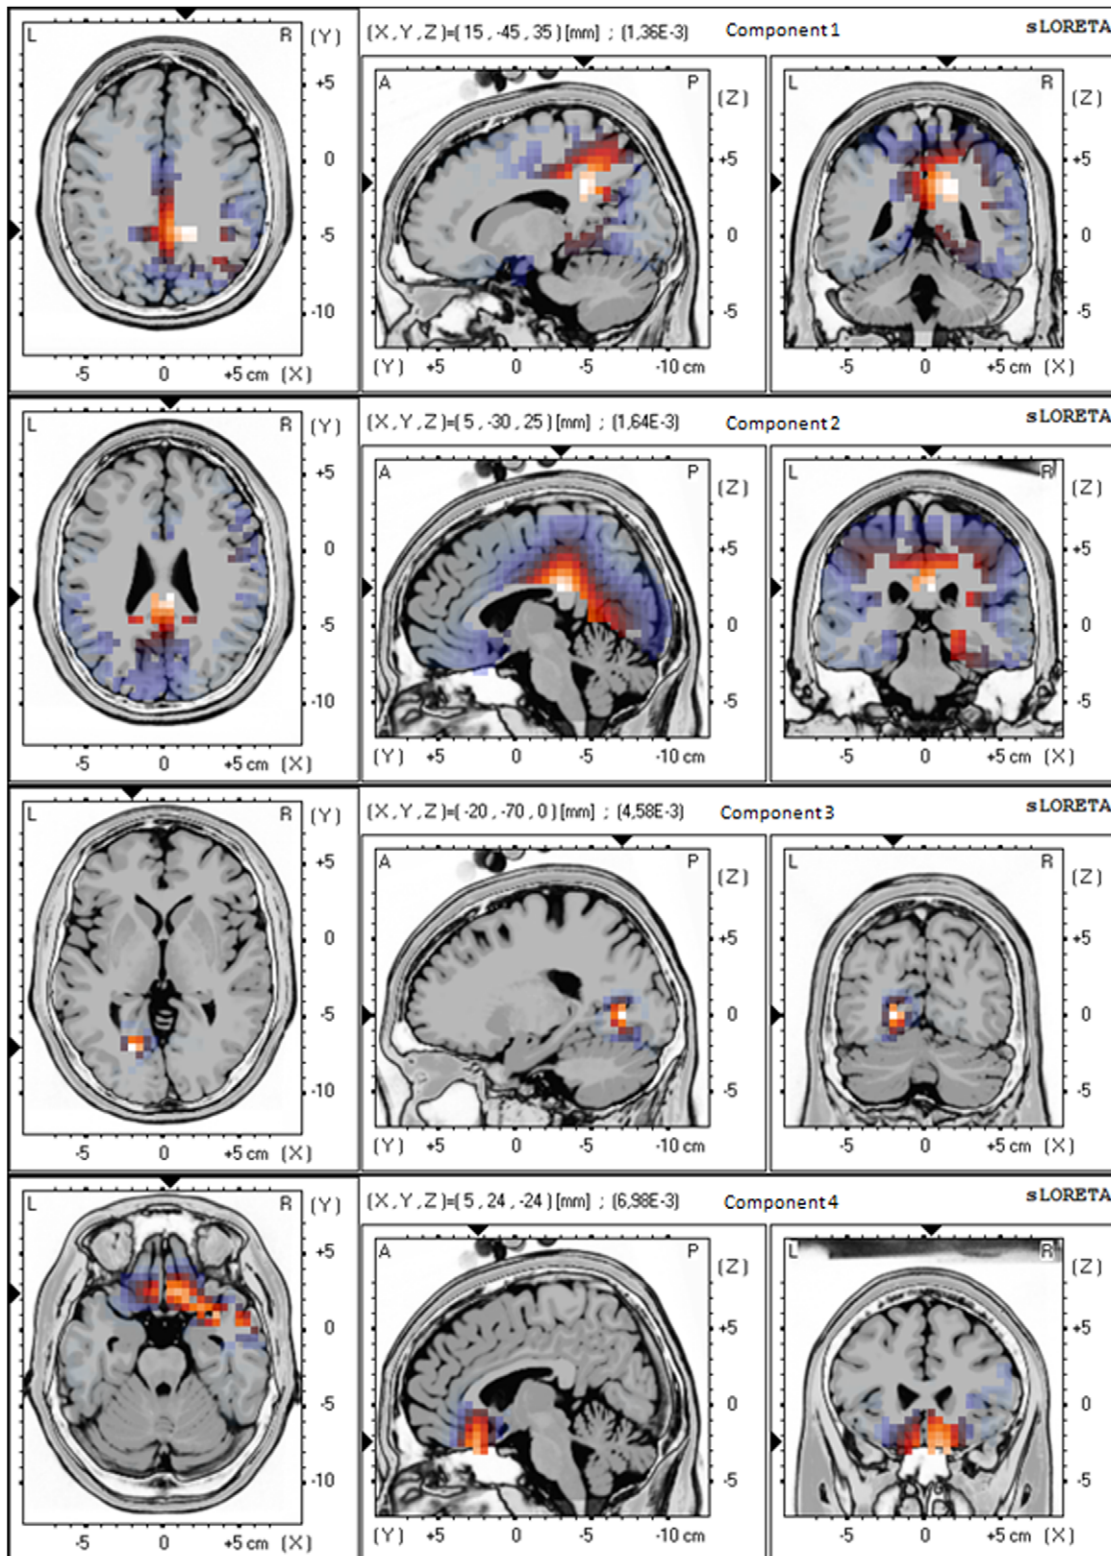 L R (Y) (X,Y,Z)=(15,-45,35)[mm] ; (1,36E-3) Component 1 sLORETA
A P (Z) L R (Z)
+5 +5 +5
0 0 0
-5 -5 -5
-10
-5 0 +5 cm (X) (Y) +5 0 -5 -10 cm -5 0 +5 cm (X)
L R (Y) (X,Y,Z)=(5,-30,25)[mm] ; (1,64E-3) Component 2 sLORETA
A P (Z) L R (Z)
+5 +5 +5
0 0 0
-5 -5 -5
-10
-5 0 +5 cm (X) (Y) +5 0 -5 -10 cm -5 0 +5 cm (X)
L R (Y) (X,Y,Z)=(-20,-70,0)[mm] ; (4,58E-3) Component 3 sLORETA
A P (Z) L R (Z)
+5 +5 +5
0 0 0
-5 -5 -5
-10
-5 0 +5 cm (X) (Y) +5 0 -5 -10 cm -5 0 +5 cm (X)
L R (Y) (X,Y,Z)=(5,24,-24)[mm] ; (6,98E-3) Component 4 sLORETA
A P (Z) L R (Z)
+5 +5 +5
0 0 0
-5 -5 -5
-10
-5 0 +5 cm (X) (Y) +5 0 -5 -10 cm -5 0 +5 cm (X)